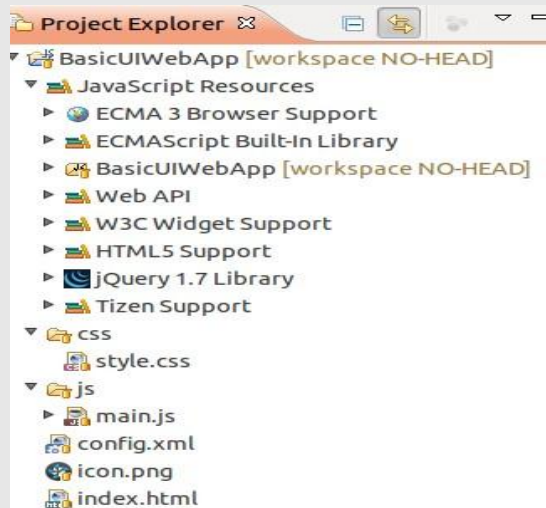 Project Explorer
BasicUIWebApp [workspace NO-HEAD]
JavaScript Resources
ECMA 3 Browser Support
ECMAScript Built-In Library
BasicUIWebApp [workspace NO-HEAD]
Web API
W3C Widget Support
HTML5 Support
jQuery 1.7 Library
Tizen Support
css
style.css
js
main.js
config.xml
icon.png
index.html